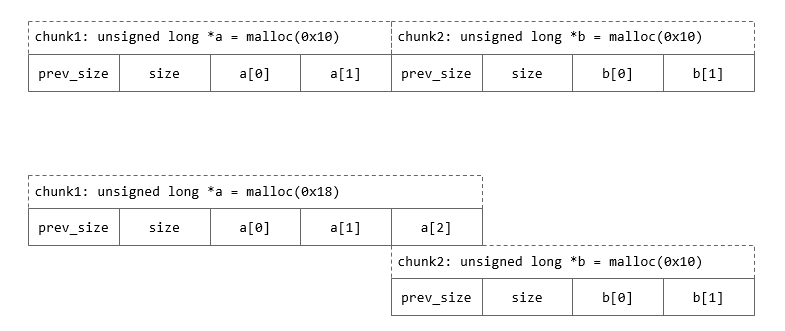 chunk1: unsigned long *a = malloc(0x10) chunk2: unsigned long *b = malloc(0x10)
prev_size size a[0] a[1] prev_size size b[0] b[1]
chunk1: unsigned long *a = malloc(0x18)
prev_size size a[0] a[1] a[2]
chunk2: unsigned long *b = malloc(0x10)
prev_size size b[0] b[1]